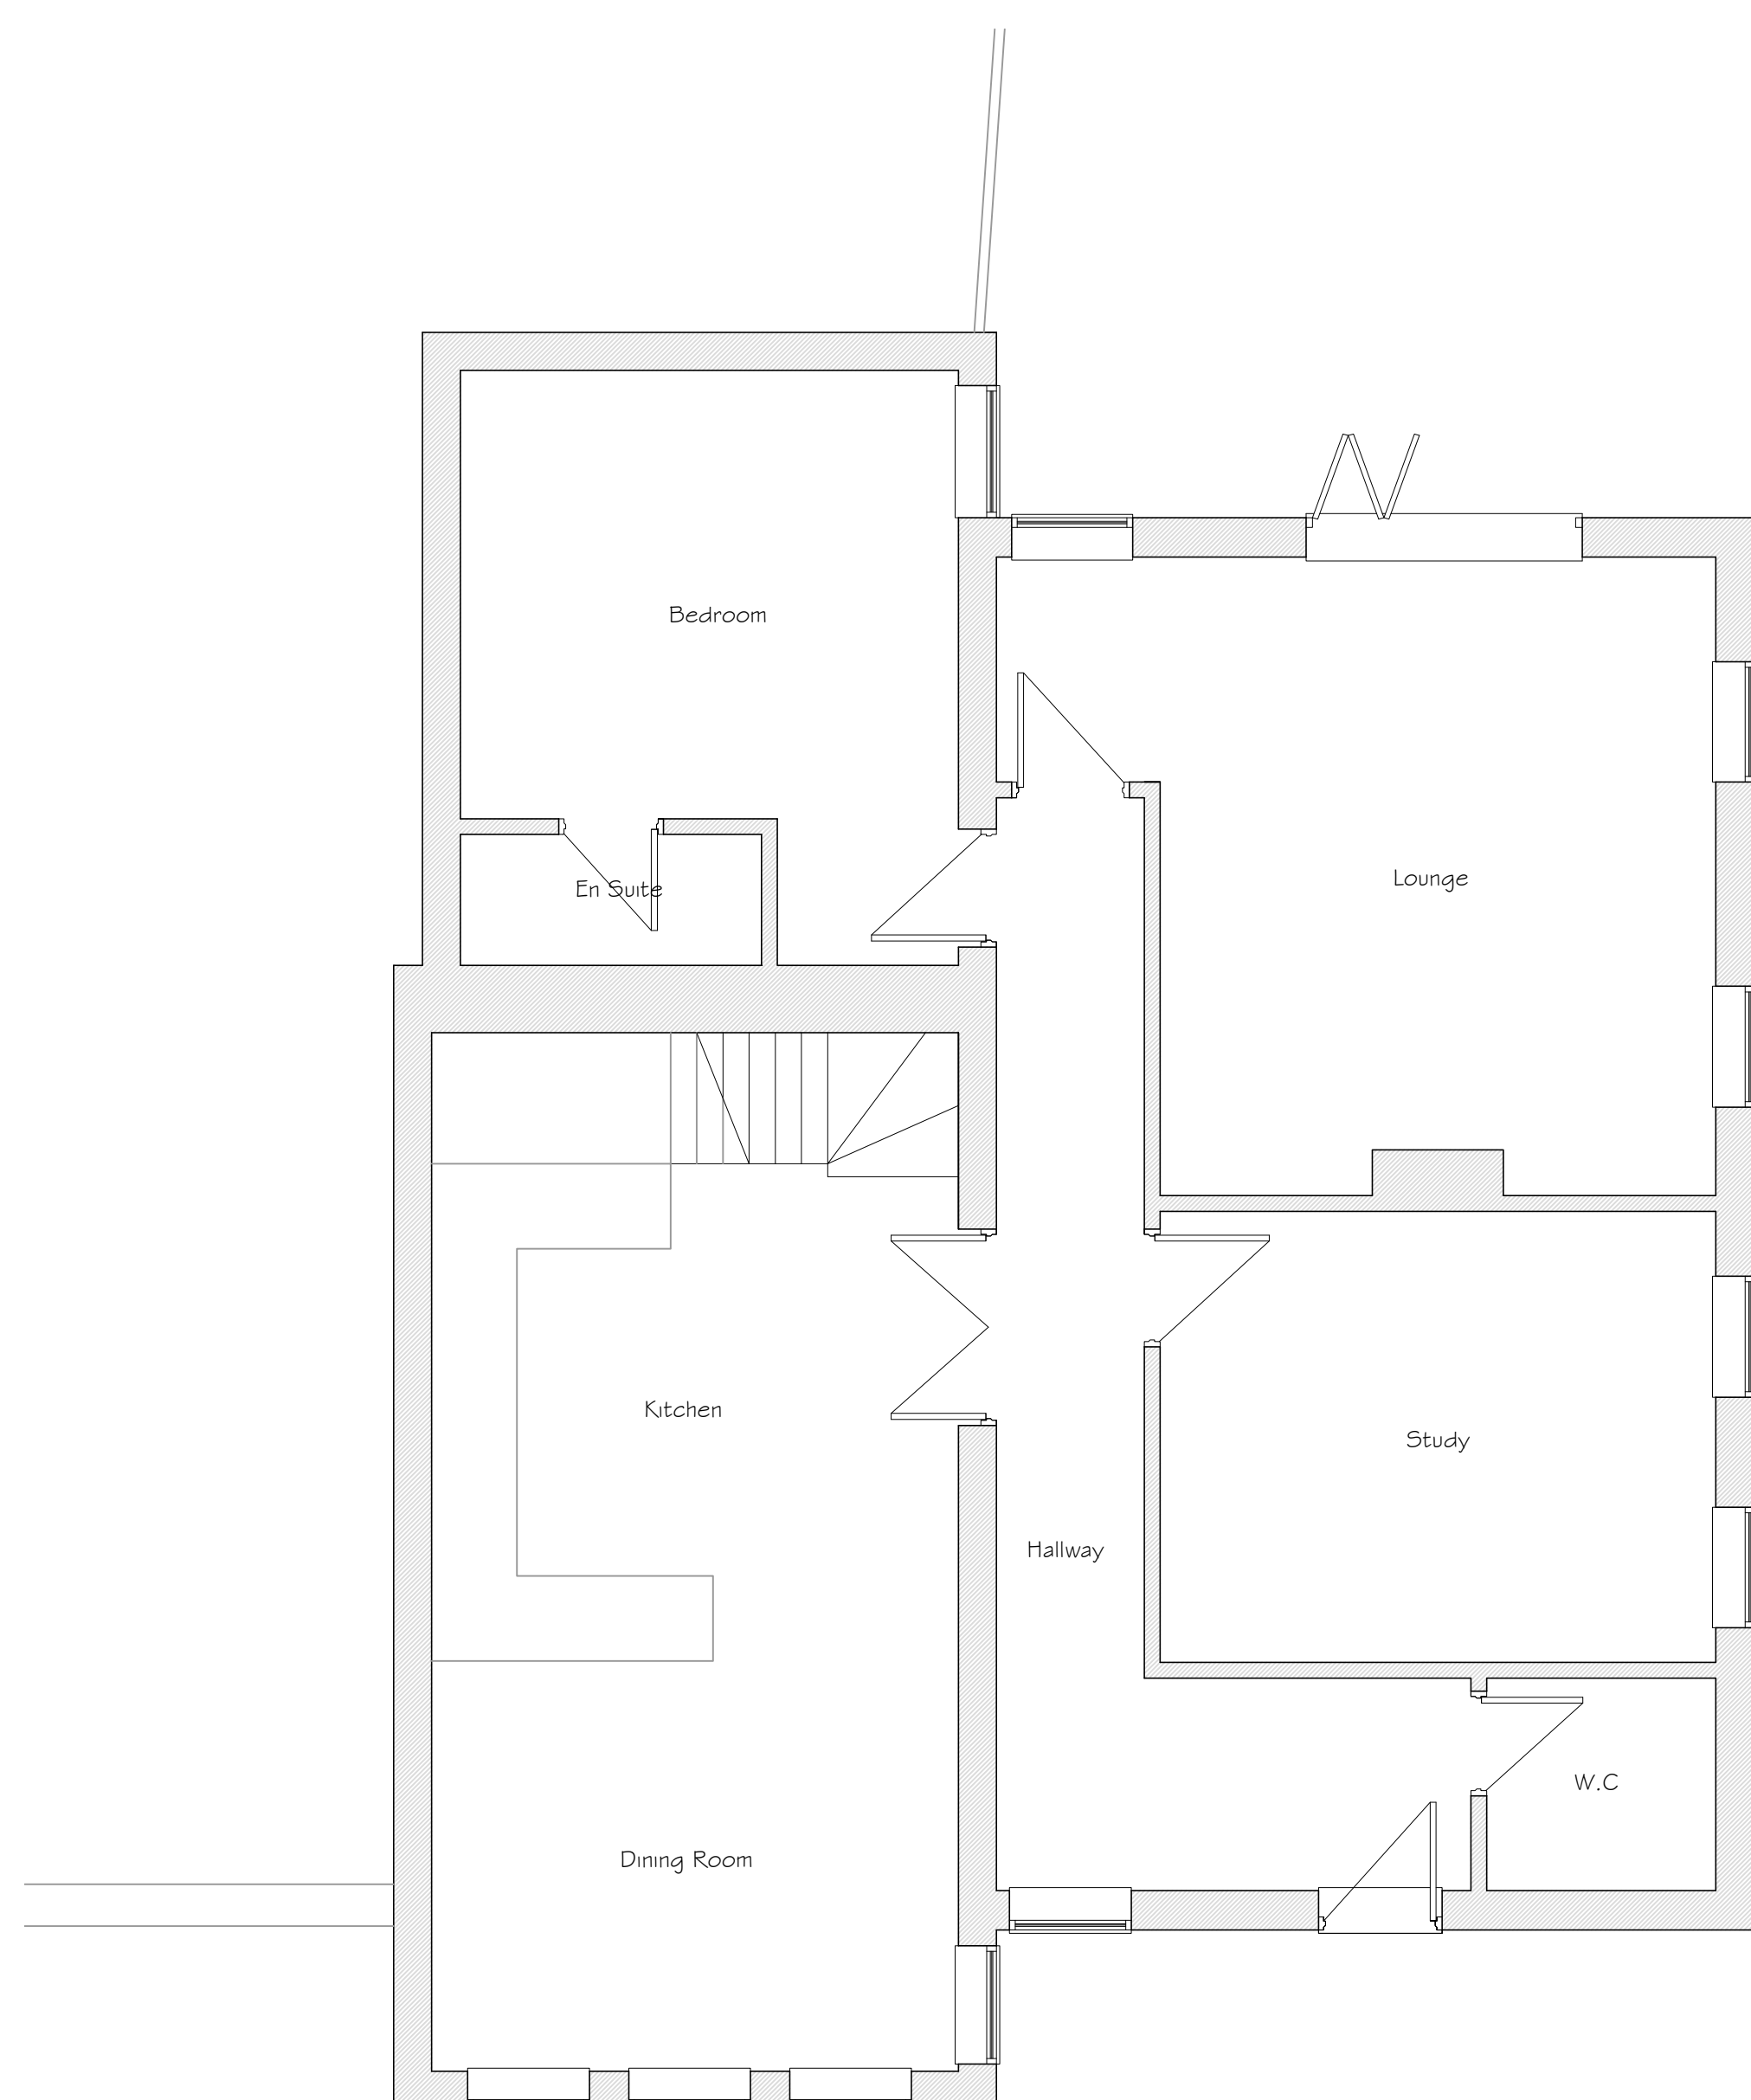 Bedroom
Lounge
En Suite
Kitchen
Study
Hallway
W.C
Dining Room